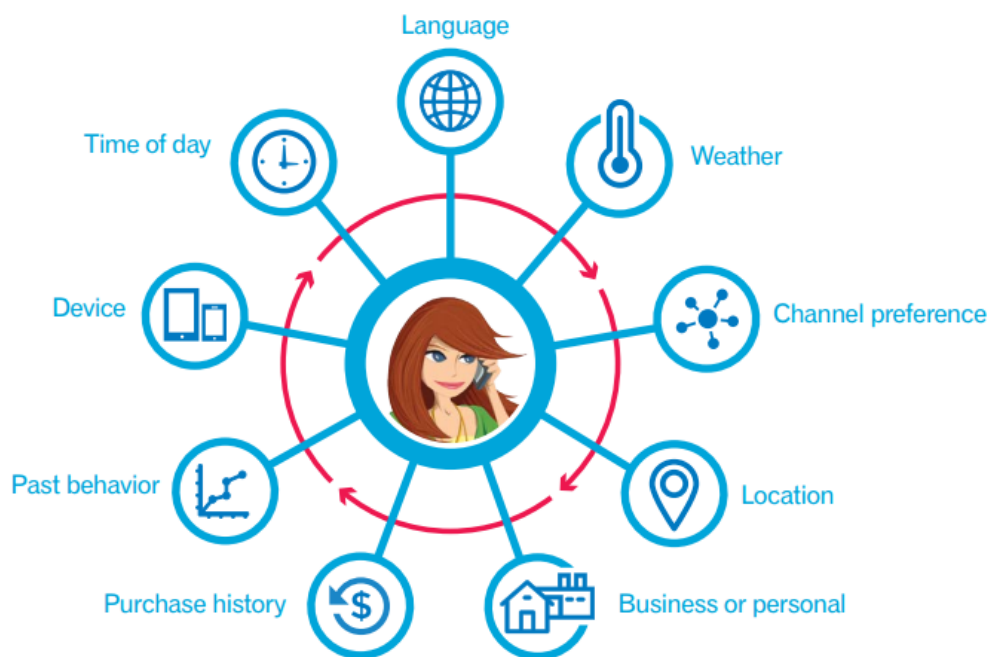 Language
Time of day
Weather
Device
Channel preference
Past behavior
Location
$
Purchase history
Business or personal